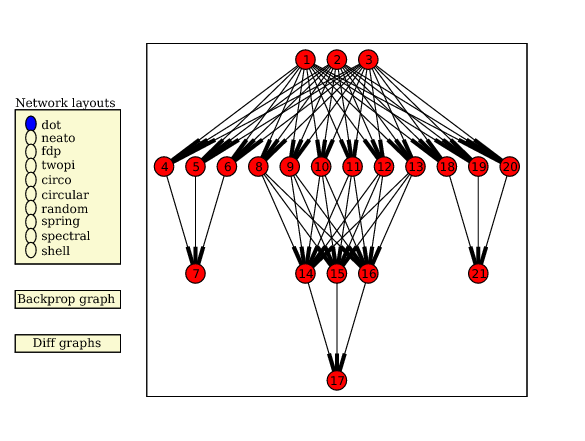 Network layouts
dot
neato
fdp
twopi
circo
circular
random
spring
spectral
shell
Backprop graph
Diff graphs
1 2 3
4 5 6 8 9 10 11 12 13 18 19 20
7 14 15 16 21
17